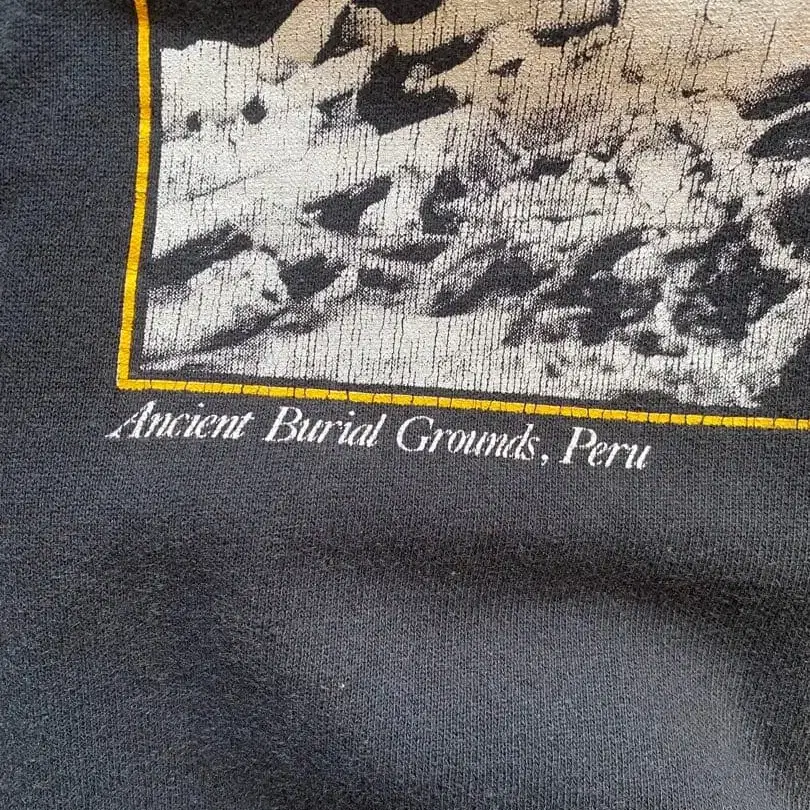 Ancient Burial Grounds, Peru